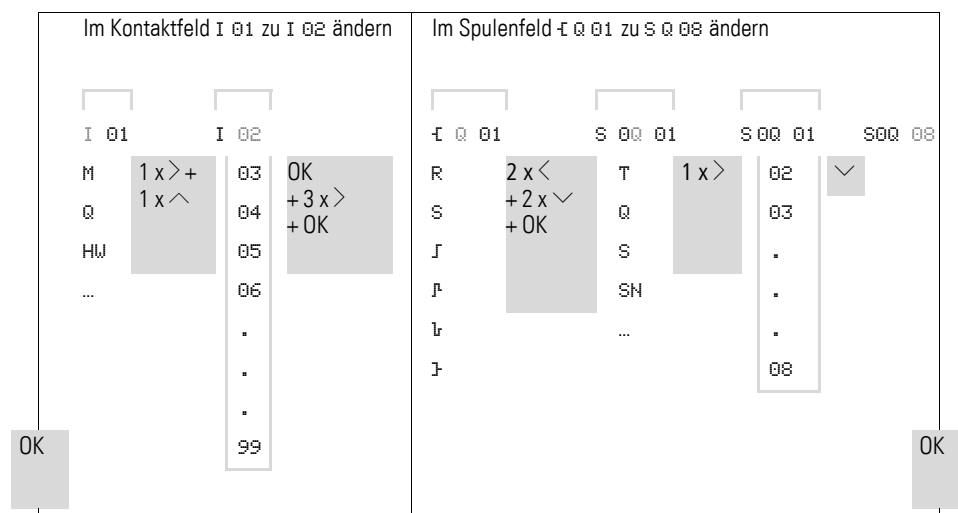 Im Kontaktfeld I 01 zu I 02 ändern
I 01
M
Q
HW
...
1 x > +
1 x ^
I 02
03
04
05
06
.
.
.
99
OK
+ 3 x >
+ OK
OK
Im Spulenfeld Q 01 zu S Q 08 ändern
Q 01
R
S
2 x <
+ 2 x ∨
+ OK
S 0Q 01
T
Q
S
SN
...
1 x >
S0Q 01
02
03
.
.
.
08
S0Q 08
∨
OK